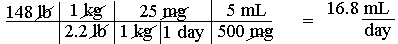 148 lb | 1 kg | 25 mg | 5 mL = 16.8 mL
2.2 lb | 1 kg | 1 day | 500 mg day